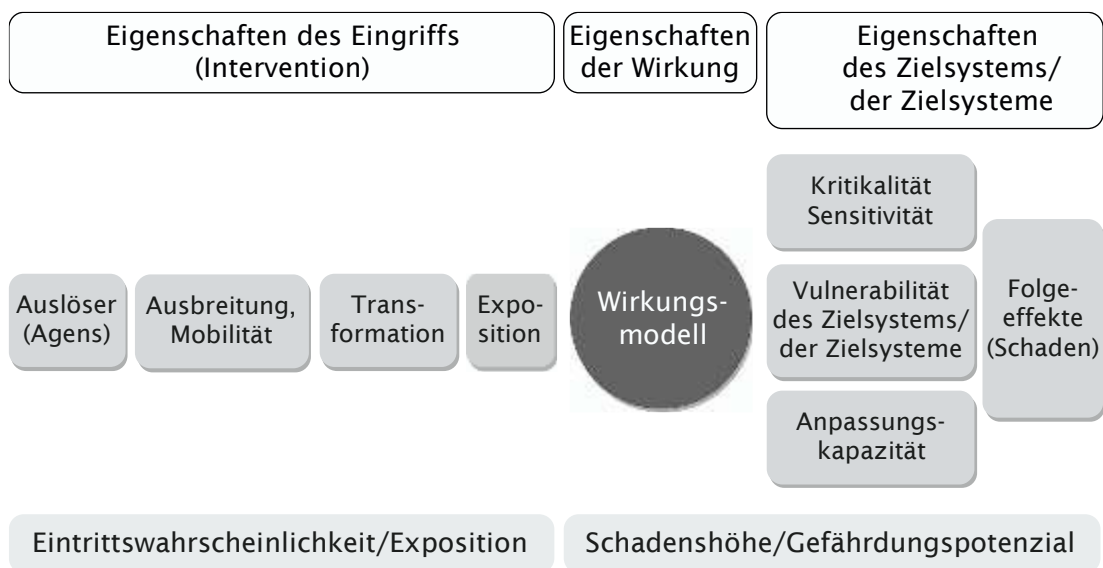 Eigenschaften des Eingriffs
(Intervention)
Eigenschaften
der Wirkung
Eigenschaften
des Zielsystems/
der Zielsysteme
Auslöser
(Agens)
Ausbreitung,
Mobilität
Trans-
formation
Expo-
sition
Wirkungs-
modell
Kritikalität
Sensitivität
Vulnerabilität
des Zielsystems/
der Zielsysteme
Anpassungs-
kapazität
Folge-
effekte
(Schaden)
Eintrittswahrscheinlichkeit/Exposition
Schadenshöhe/Gefährdungspotenzial